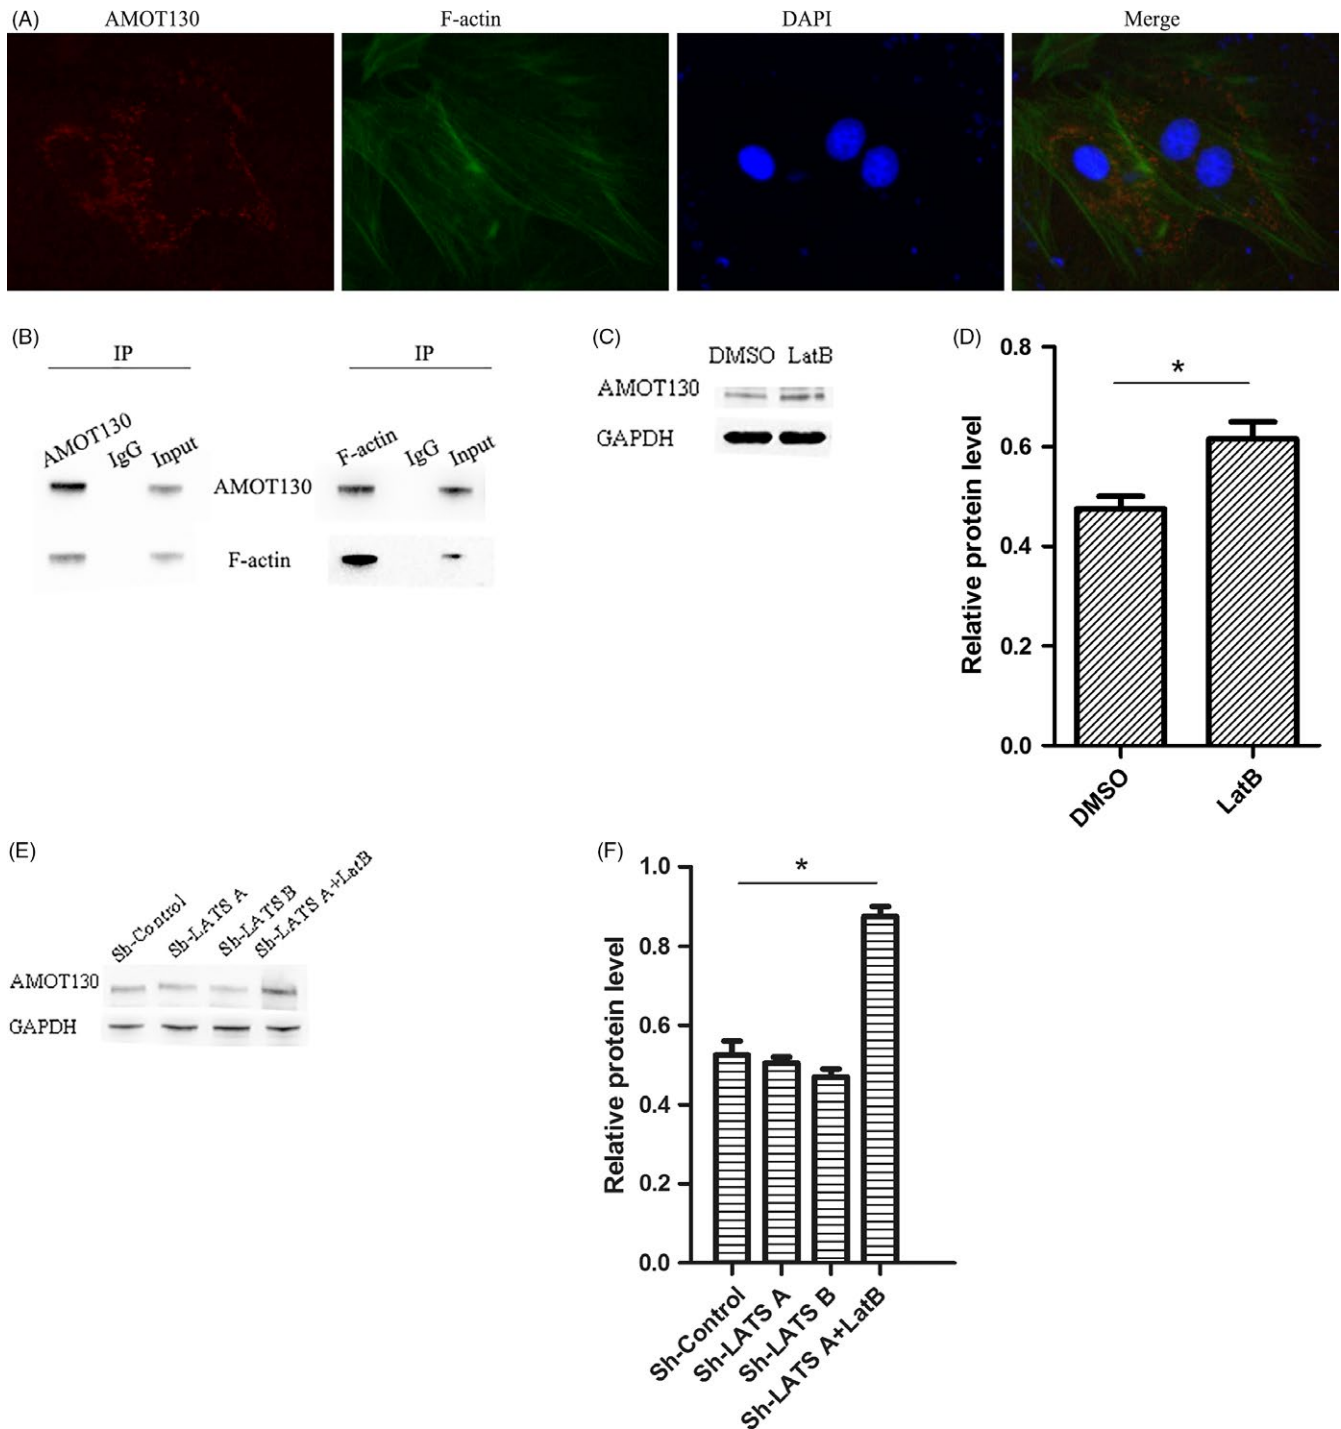 (A) AMOT130 F-actin DAPI Merge
(B) IP IP
AMOT130 IgG Input F-actin IgG Input
AMOT130
F-actin
(C) DMSO LatB
AMOT130
GAPDH
(D)
0.8
0.6
0.4
0.2
0.0
Relative protein level
*
DMSO LatB
(E)
Sh-Control Sh-LATS A Sh-LATS B Sh-LATS A+LatB
AMOT130
GAPDH
(F)
1.0
0.8
0.6
0.4
0.2
0.0
Relative protein level
*
Sh-Control Sh-LATS A Sh-LATS B Sh-LATS A+LatB